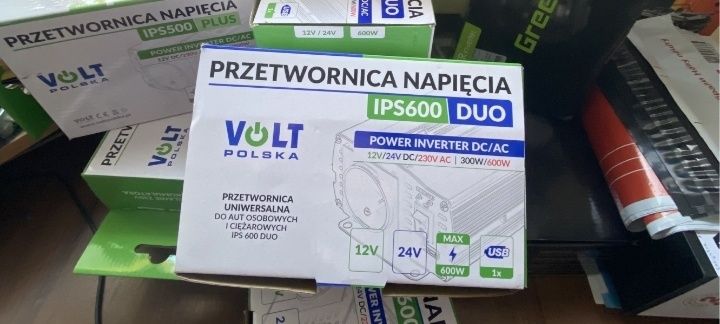 PRZETWORNICA NAPIĘCIA
IPS500 PLUS
POWER INVERTER DC/AC
VOLT
POLSKA
VOLT
DUO
12V / 24V
600W
Gree
PRZETWORNICA NAPIĘCIA
IPS600 DUO
POWER INVERTER DC/AC
12V/24V DC/230V AC | 300W/600W
VOLT
POLSKA
PRZETWORNICA
UNIWERSALNA
DO AUT OSOBOWYCH
I CIĘŻAROWYCH
IPS 600 DUO
12V
24V
MAX
600W
USB
1x
POWER INVERTER